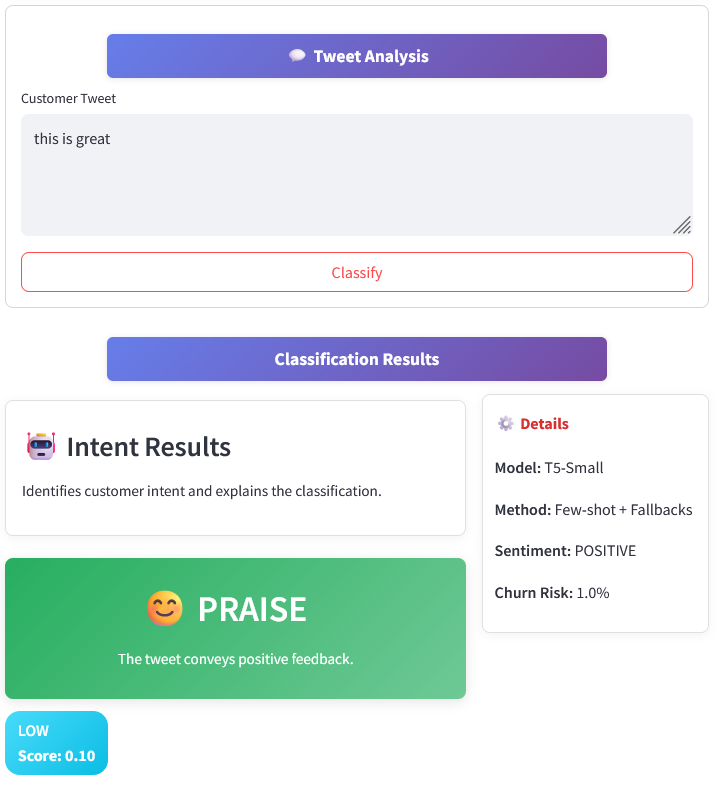 Tweet Analysis
Customer Tweet
this is great
Classify
Classification Results
Intent Results
Identifies customer intent and explains the classification.
PRAISE
The tweet conveys positive feedback.
LOW
Score: 0.10
Details
Model: T5-Small
Method: Few-shot + Fallbacks
Sentiment: POSITIVE
Churn Risk: 1.0%